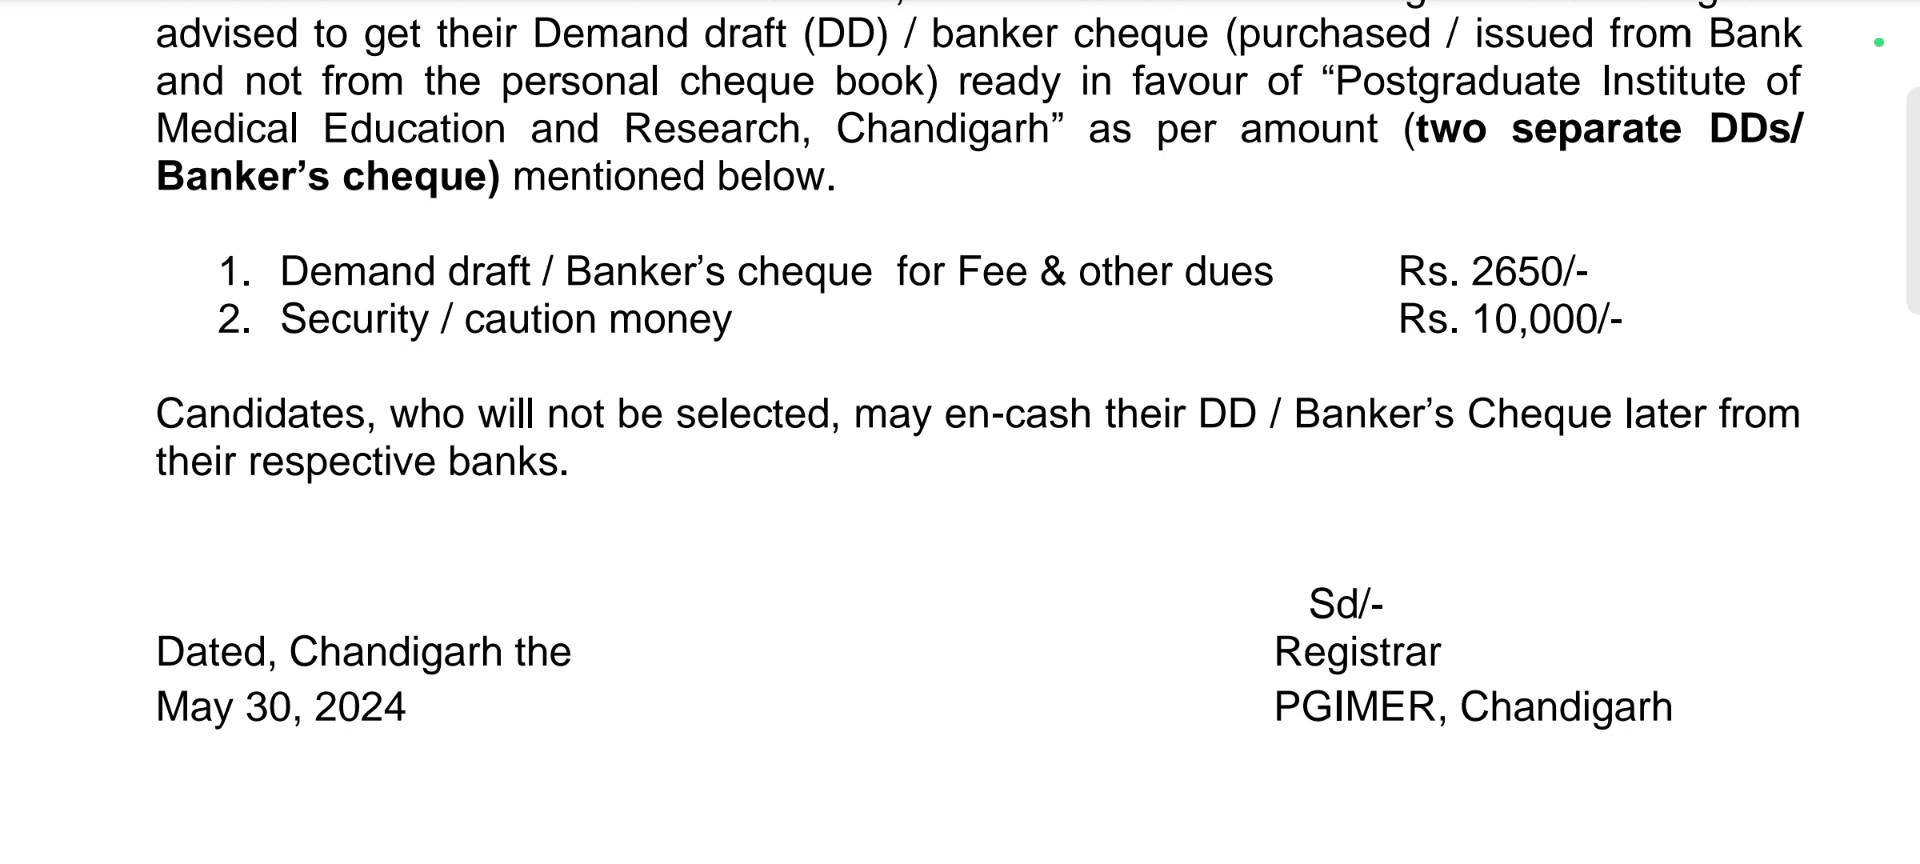 advised to get their Demand draft (DD) / banker cheque (purchased / issued from Bank
and not from the personal cheque book) ready in favour of “Postgraduate Institute of
Medical Education and Research, Chandigarh” as per amount (two separate DDs/
Banker’s cheque) mentioned below.
1. Demand draft / Banker’s cheque for Fee & other dues Rs. 2650/-
2. Security / caution money Rs. 10,000/-
Candidates, who will not be selected, may en-cash their DD / Banker’s Cheque later from
their respective banks.
Sd/-
Dated, Chandigarh the Registrar
May 30, 2024 PGIMER, Chandigarh